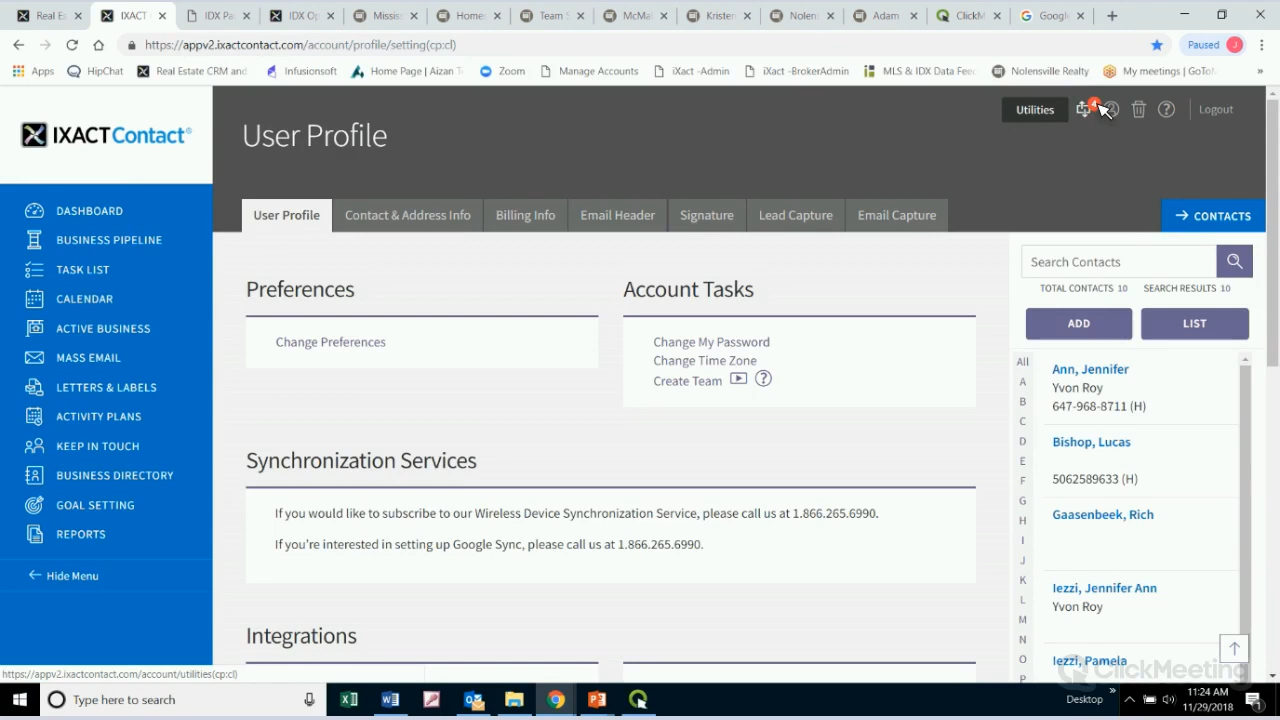 Real Es
IXACT
IDX Pa
IDX Op
Mississ
Homes
Team S
McMa
Kristen
Nolens
Adam
ClickM
Google
https://appv2.ixactcontact.com/account/profile/setting(cp:cl)
Paused
J
Apps
HipChat
Real Estate CRM and
Infusionsoft
Home Page | Aizan T
Zoom
Manage Accounts
iXact -Admin
iXact -BrokerAdmin
MLS & IDX Data Fee
Nolensville Realty
My meetings | GoTo
»
IXACTContact®
User Profile
Utilities
4
Logout
User Profile
Contact & Address Info
Billing Info
Email Header
Signature
Lead Capture
Email Capture
CONTACTS
DASHBOARD
BUSINESS PIPELINE
TASK LIST
CALENDAR
ACTIVE BUSINESS
MASS EMAIL
LETTERS & LABELS
ACTIVITY PLANS
KEEP IN TOUCH
BUSINESS DIRECTORY
GOAL SETTING
REPORTS
Hide Menu
Preferences
Change Preferences
Account Tasks
Change My Password
Change Time Zone
Create Team
Synchronization Services
If you would like to subscribe to our Wireless Device Synchronization Service, please call us at 1.866.265.6990.
If you're interested in setting up Google Sync, please call us at 1.866.265.6990.
Integrations
Search Contacts
TOTAL CONTACTS 10 SEARCH RESULTS 10
ADD
LIST
All
A
B
C
D
E
F
G
H
I
J
K
L
M
N
O
P
Ann, Jennifer
Yvon Roy
647-968-8711 (H)
Bishop, Lucas
5062589633 (H)
Gaasenbeek, Rich
Iezzi, Jennifer Ann
Yvon Roy
Iezzi, Pamela
ClickMeeting
https://appv2.ixactcontact.com/account/utilities(cp:cl)
Type here to search
Desktop
»
11:24 AM
11/29/2018
1